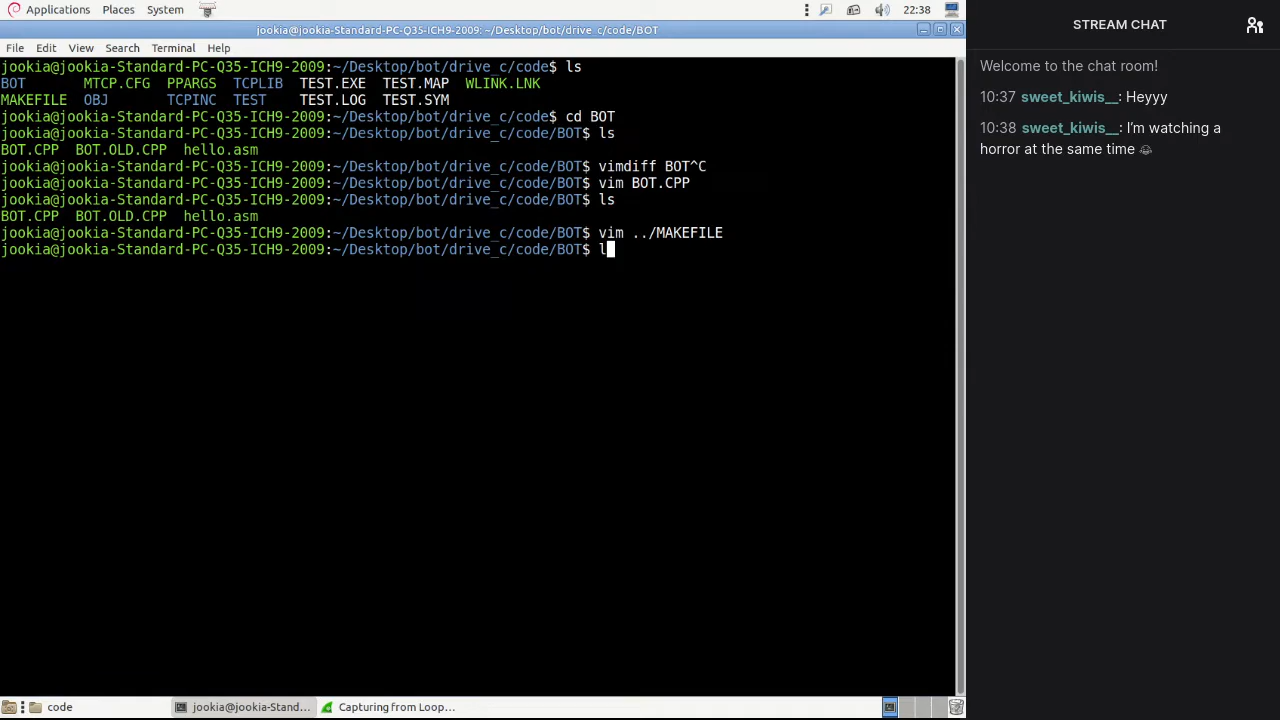 Applications Places System 22:38
jookia@jookia-Standard-PC-Q35-ICH9-2009: ~/Desktop/bot/drive_c/code/BOT
File Edit View Search Terminal Help
jookia@jookia-Standard-PC-Q35-ICH9-2009:~/Desktop/bot/drive_c/code$ ls
BOT MTCP.CFG PPARGS TCPLIB TEST.EXE TEST.MAP WLINK.LNK
MAKEFILE OBJ TCPINC TEST TEST.LOG TEST.SYM
jookia@jookia-Standard-PC-Q35-ICH9-2009:~/Desktop/bot/drive_c/code$ cd BOT
jookia@jookia-Standard-PC-Q35-ICH9-2009:~/Desktop/bot/drive_c/code/BOT$ ls
BOT.CPP BOT.OLD.CPP hello.asm
jookia@jookia-Standard-PC-Q35-ICH9-2009:~/Desktop/bot/drive_c/code/BOT$ vimdiff BOT^C
jookia@jookia-Standard-PC-Q35-ICH9-2009:~/Desktop/bot/drive_c/code/BOT$ vim BOT.CPP
jookia@jookia-Standard-PC-Q35-ICH9-2009:~/Desktop/bot/drive_c/code/BOT$ ls
BOT.CPP BOT.OLD.CPP hello.asm
jookia@jookia-Standard-PC-Q35-ICH9-2009:~/Desktop/bot/drive_c/code/BOT$ vim ../MAKEFILE
jookia@jookia-Standard-PC-Q35-ICH9-2009:~/Desktop/bot/drive_c/code/BOT$ l
code jookia@jookia-Stand... Capturing from Loop...
STREAM CHAT
Welcome to the chat room!
10:37 sweet_kiwis__: Heyyy
10:38 sweet_kiwis__: I'm watching a
horror at the same time